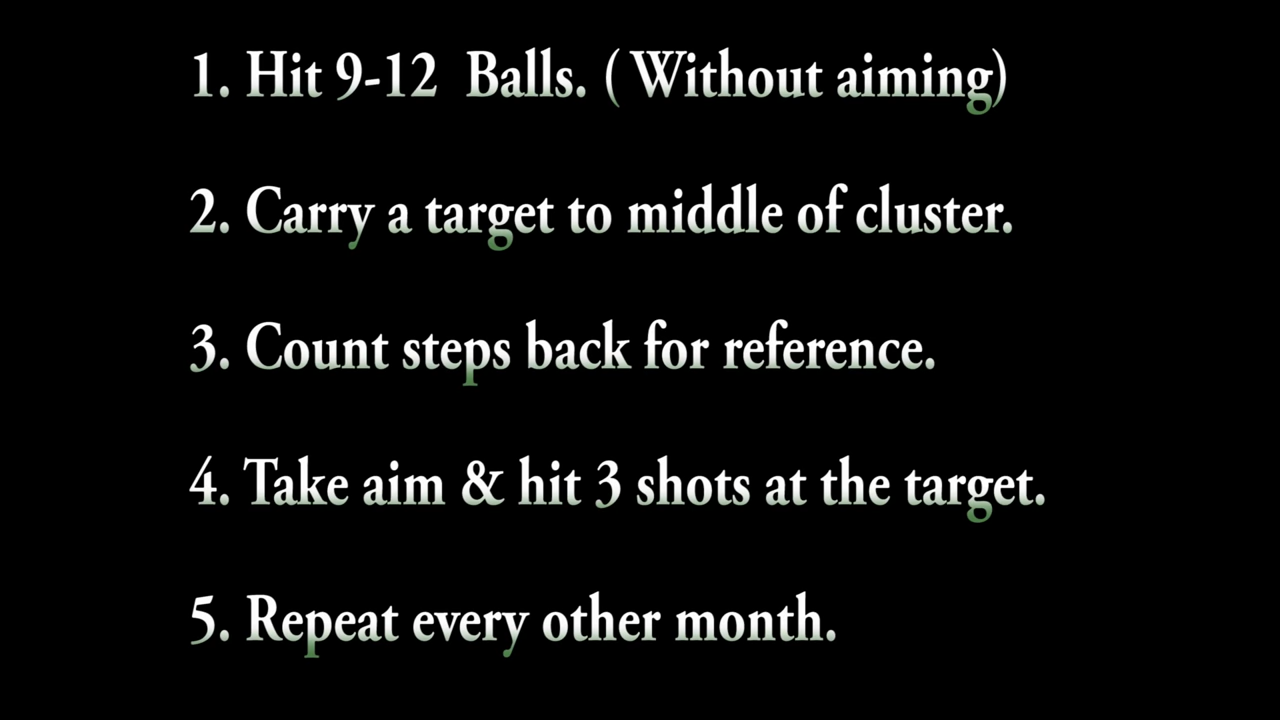 1. Hit 9-12  Balls. ( Without aiming)
2. Carry a target to middle of cluster.
3. Count steps back for reference.
4. Take aim & hit 3 shots at the target.
5. Repeat every other month.